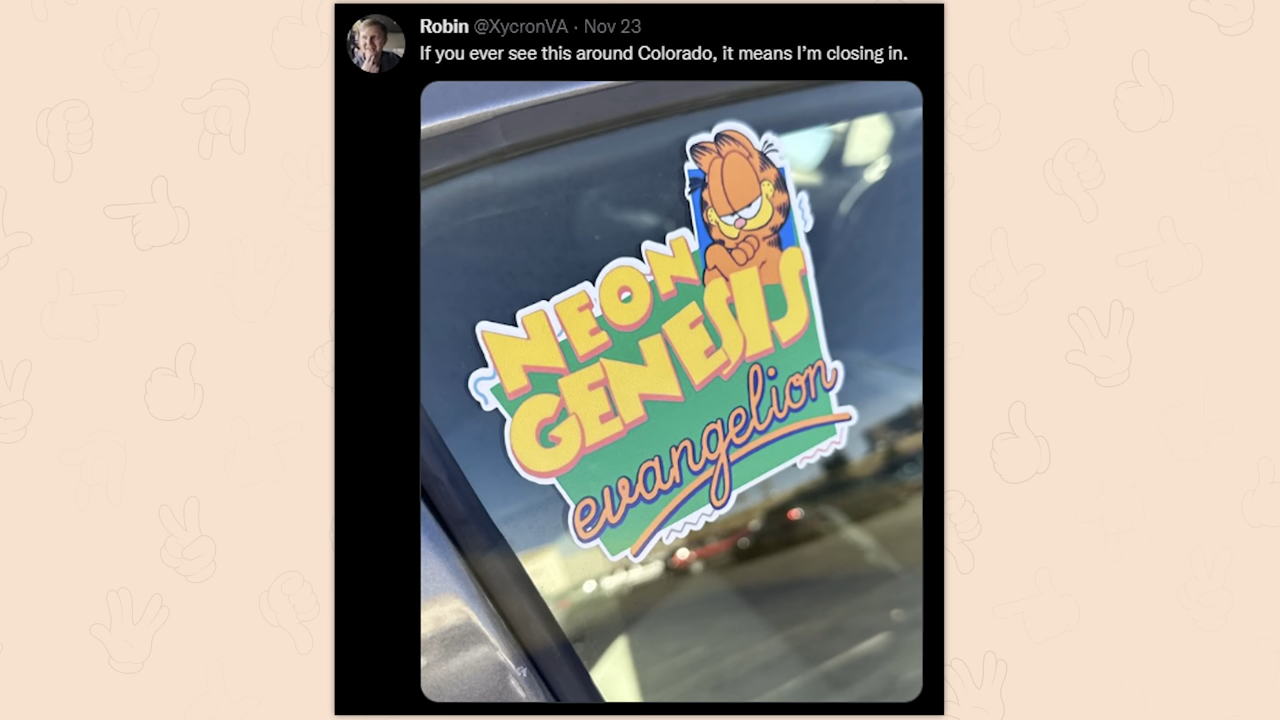 Robin @XycronVA · Nov 23
If you ever see this around Colorado, it means I’m closing in.
NEON
GENESIS
evangelion